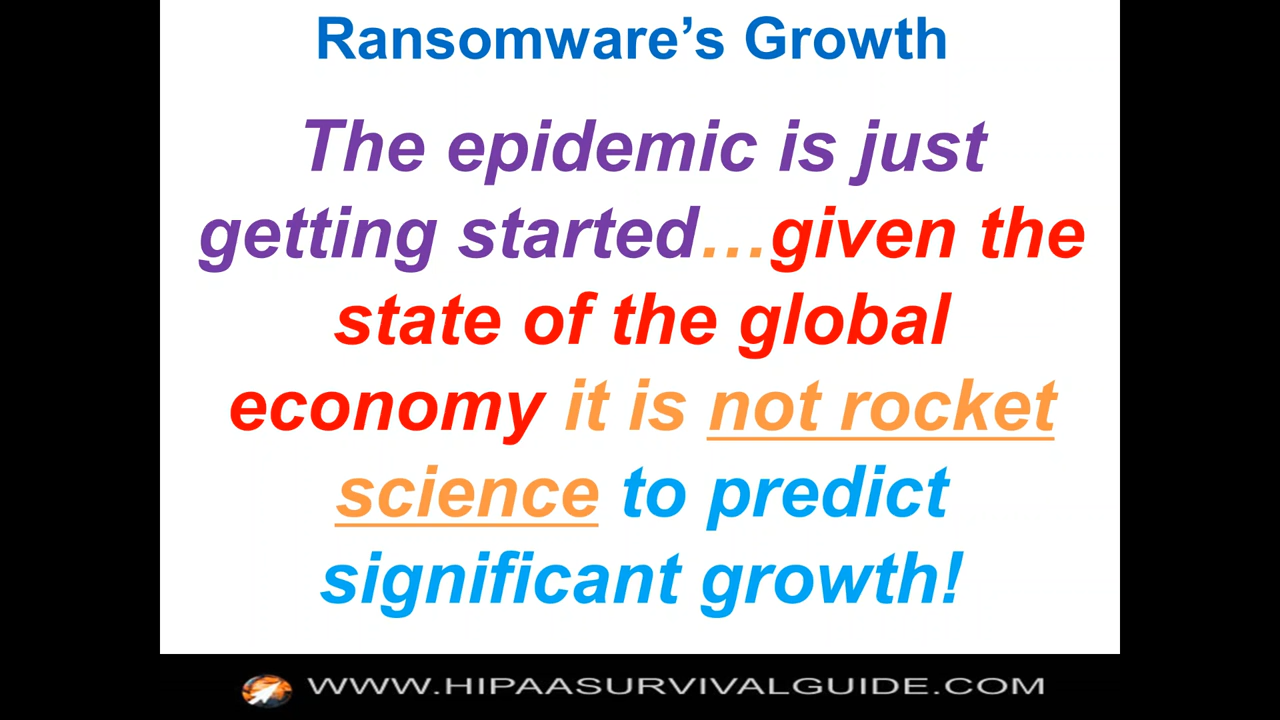 Ransomware’s Growth
The epidemic is just
getting started…given the
state of the global
economy it is not rocket
science to predict
significant growth!
WWW.HIPAASURVIVALGUIDE.COM